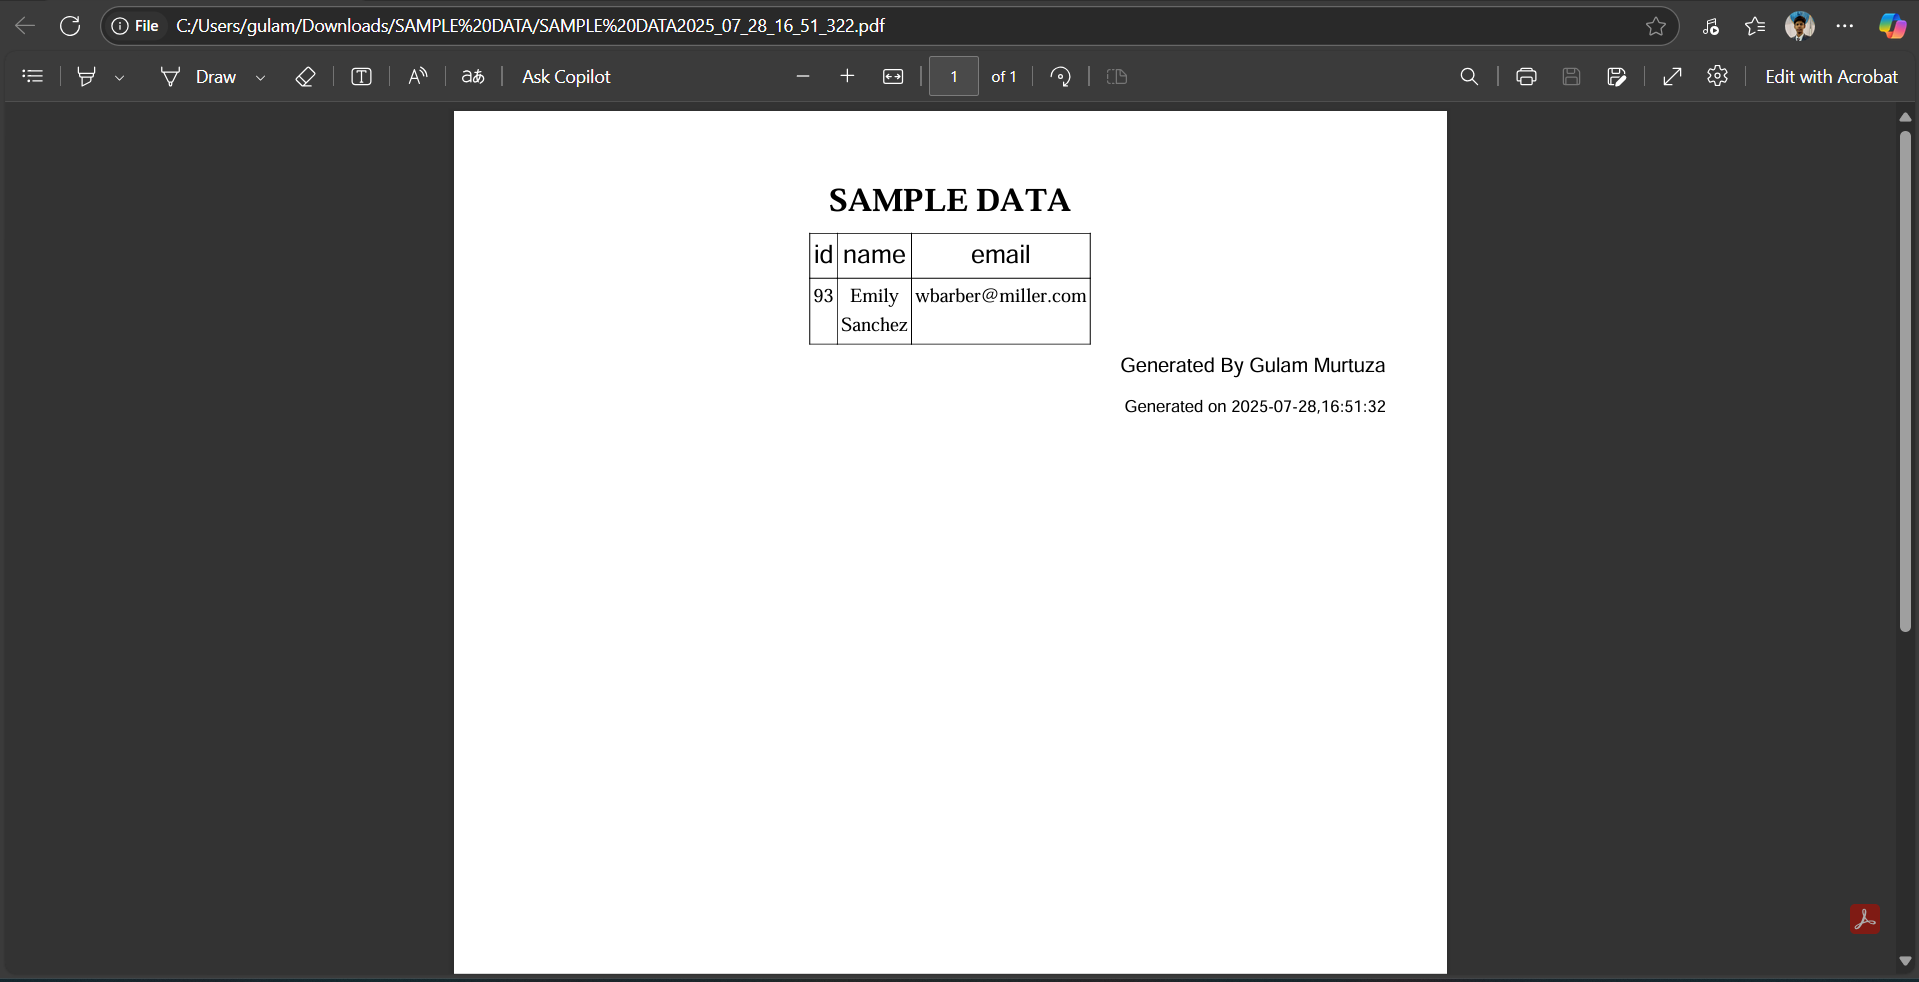 File C:/Users/gulam/Downloads/SAMPLE%20DATA/SAMPLE%20DATA2025_07_28_16_51_322.pdf
Draw aあ Ask Copilot 1 of 1 Edit with Acrobat
SAMPLE DATA
id name email
93 Emily wbarber@miller.com
Sanchez
Generated By Gulam Murtuza
Generated on 2025-07-28,16:51:32